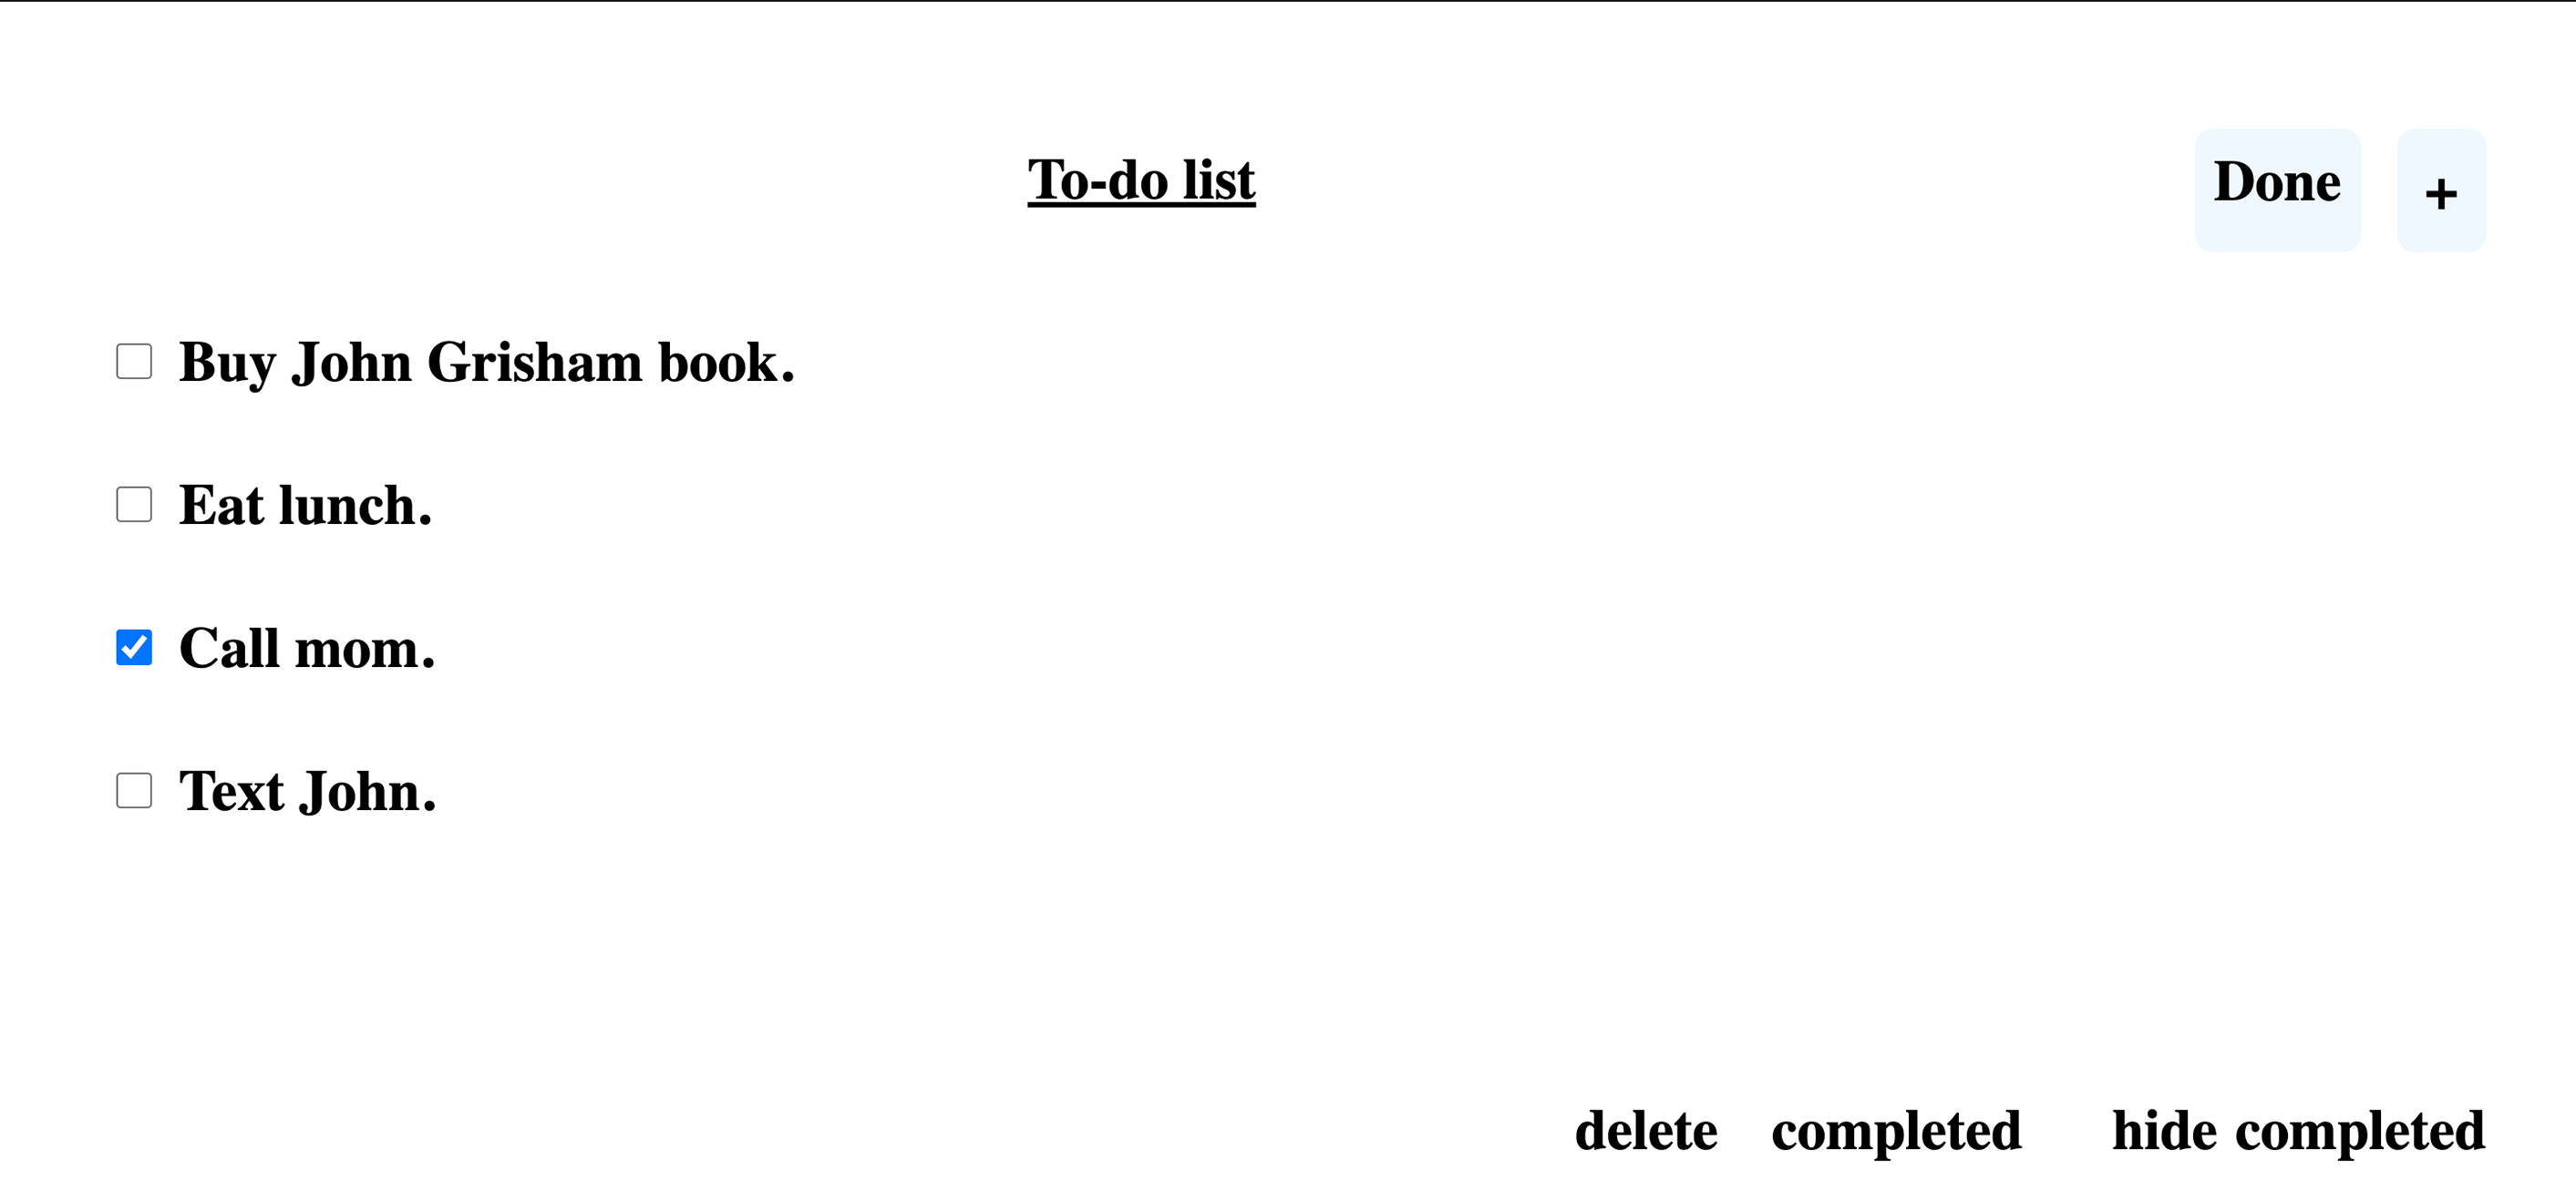 To-do list
Done
+
Buy John Grisham book.
Eat lunch.
Call mom.
Text John.
delete completed
hide completed